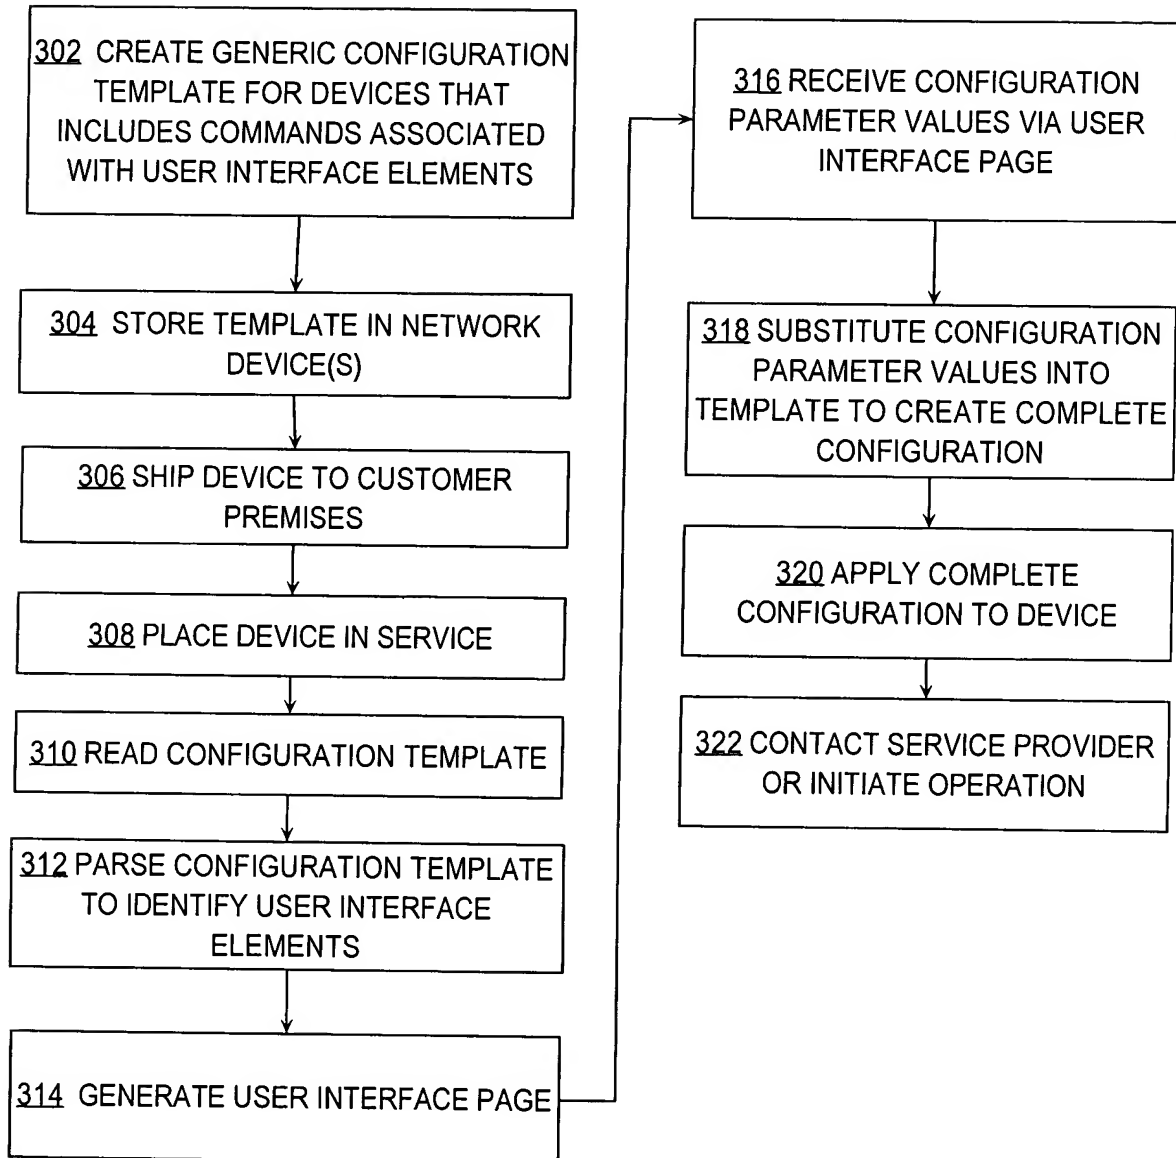 302 CREATE GENERIC CONFIGURATION
TEMPLATE FOR DEVICES THAT
INCLUDES COMMANDS ASSOCIATED
WITH USER INTERFACE ELEMENTS
304 STORE TEMPLATE IN NETWORK
DEVICE(S)
306 SHIP DEVICE TO CUSTOMER
PREMISES
308 PLACE DEVICE IN SERVICE
310 READ CONFIGURATION TEMPLATE
312 PARSE CONFIGURATION TEMPLATE
TO IDENTIFY USER INTERFACE
ELEMENTS
314 GENERATE USER INTERFACE PAGE
316 RECEIVE CONFIGURATION
PARAMETER VALUES VIA USER
INTERFACE PAGE
318 SUBSTITUTE CONFIGURATION
PARAMETER VALUES INTO
TEMPLATE TO CREATE COMPLETE
CONFIGURATION
320 APPLY COMPLETE
CONFIGURATION TO DEVICE
322 CONTACT SERVICE PROVIDER
OR INITIATE OPERATION